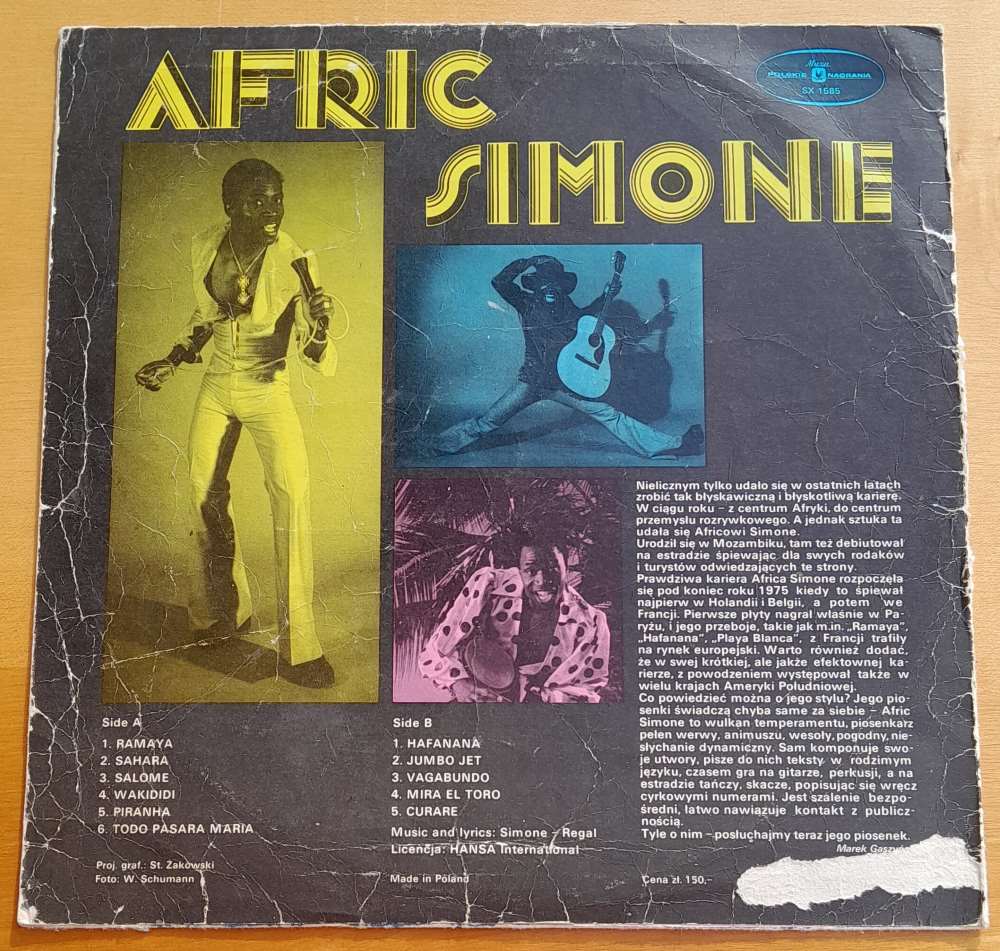 AFRIC
SIMONE
Muza
POLSKIE NAGRANIA
SX 1585
Nielicznym tylko udało się w ostatnich latach
zrobić tak błyskawiczną i błyskotliwą karierę.
W ciągu roku – z centrum Afryki, do centrum
przemysłu rozrywkowego. A jednak sztuka ta
udała się Africowi Simone.
Urodził się w Mozambiku, tam też debiutował
na estradzie śpiewając dla swych rodaków
i turystów odwiedzających te strony.
Prawdziwa kariera Africa Simone rozpoczęła
się pod koniec roku 1975 kiedy to śpiewał
najpierw w Holandii i Belgii, a potem we
Francji. Pierwsze płyty nagrał właśnie w Pa-
ryżu, i jego przeboje, takie jak m.in. „Ramaya”,
„Hafanana”, „Playa Blanca”, z Francji trafiły
na rynek europejski. Warto również dodać,
że w swej krótkiej, ale jakże efektownej ka-
rierze, z powodzeniem występował także w
wielu krajach Ameryki Południowej.
Co powiedzieć można o jego stylu? Jego pio-
senki świadczą chyba same za siebie – Afric
Simone to wulkan temperamentu, piosenkarz
pełen werwy, animuszu, wesoły, pogodny, nie-
słychanie dynamiczny. Sam komponuje swo-
je utwory, pisze do nich teksty w rodzimym
języku, czasem gra na gitarze, perkusji, a na
estradzie tańczy, skacze, popisując się wręcz
cyrkowymi numerami. Jest szalenie bezpo-
średni, łatwo nawiązuje kontakt z publicz-
nością.
Tyle o nim – posłuchajmy teraz jego piosenek.
Marek
Side A
1. RAMAYA
2. SAHARA
3. SALOME
4. WAKIDIDI
5. PIRANHA
6. TODO PASARA MARIA
Side B
1. HAFANANA
2. JUMBO JET
3. VAGABUNDO
4. MIRA EL TORO
5. CURARE
Music and lyrics: Simone – Regal
Licencja: HANSA International
Proj. graf.: St. Żakowski
Foto: W. Schumann
Made in Poland
Cena zł. 150,–